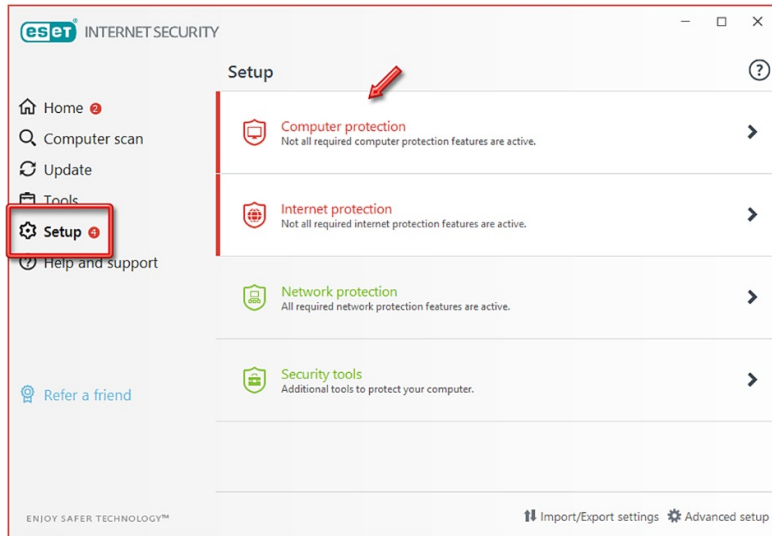 eset INTERNET SECURITY
Setup
Home 2
Computer scan
Update
Tools
Setup 4
Help and support
Refer a friend
Computer protection
Not all required computer protection features are active.
Internet protection
Not all required internet protection features are active.
Network protection
All required network protection features are active.
Security tools
Additional tools to protect your computer.
ENJOY SAFER TECHNOLOGY™
Import/Export settings
Advanced setup